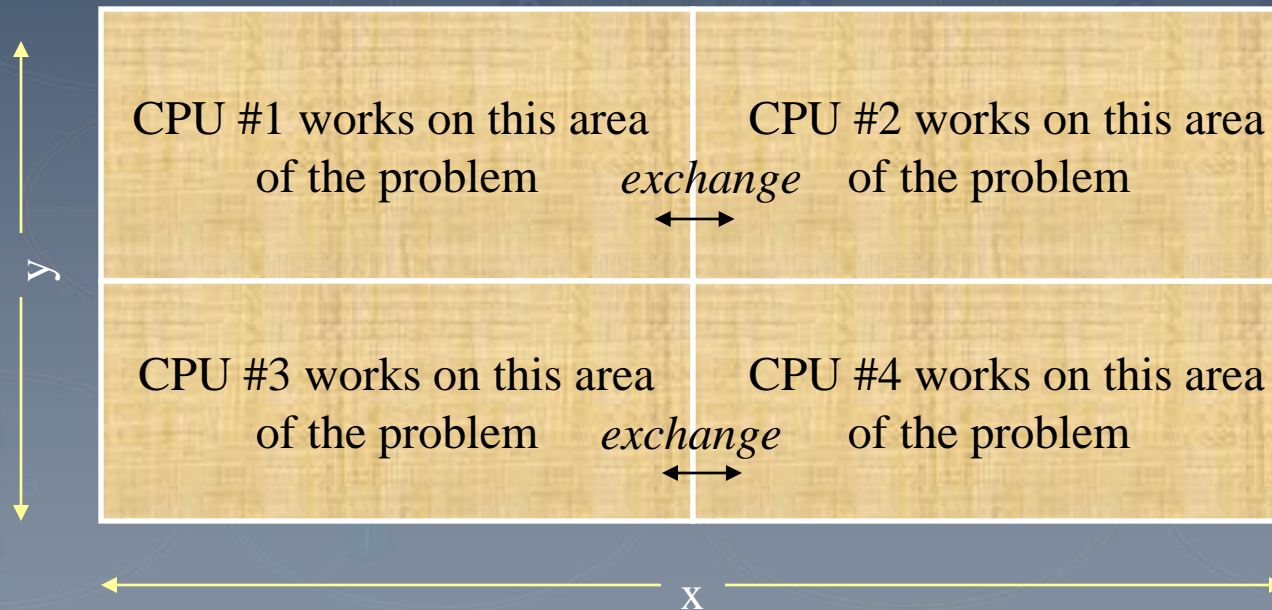 CPU #1 works on this area
of the problem
exchange
CPU #2 works on this area
of the problem
y
CPU #3 works on this area
of the problem
exchange
CPU #4 works on this area
of the problem
x